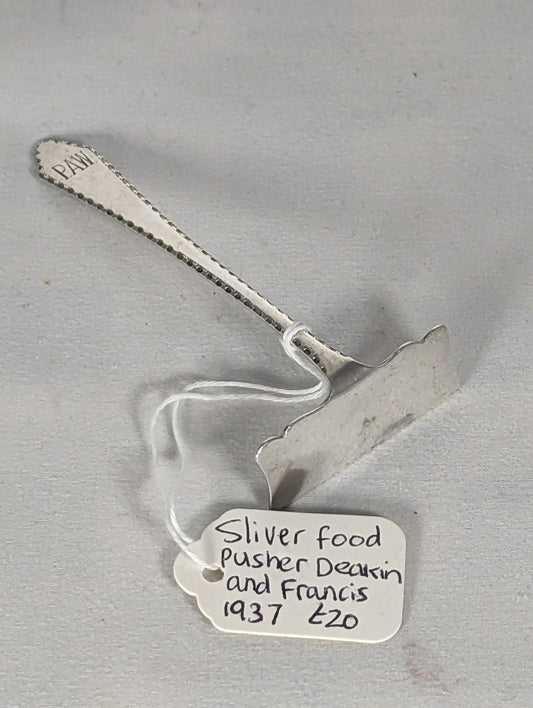 PAW
Sliver food
pusher Deakin
and Francis
1937 £20